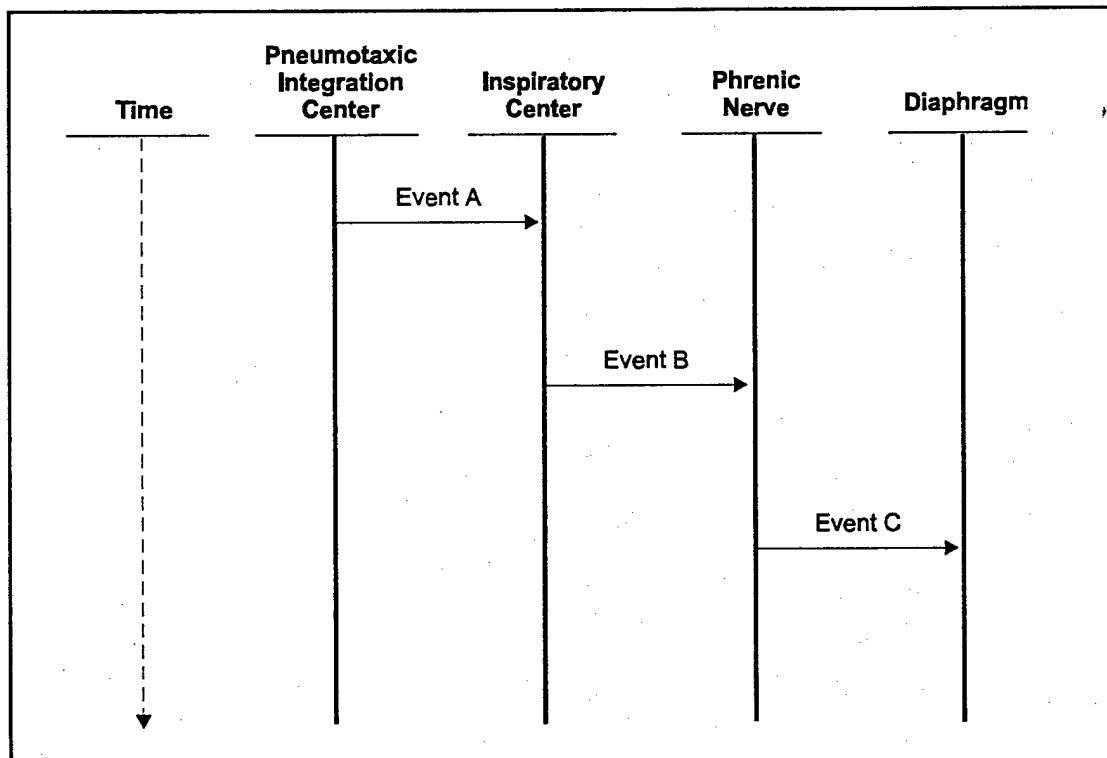 Time
Pneumotaxic
Integration
Center
Inspiratory
Center
Phrenic
Nerve
Diaphragm
Event A
Event B
Event C